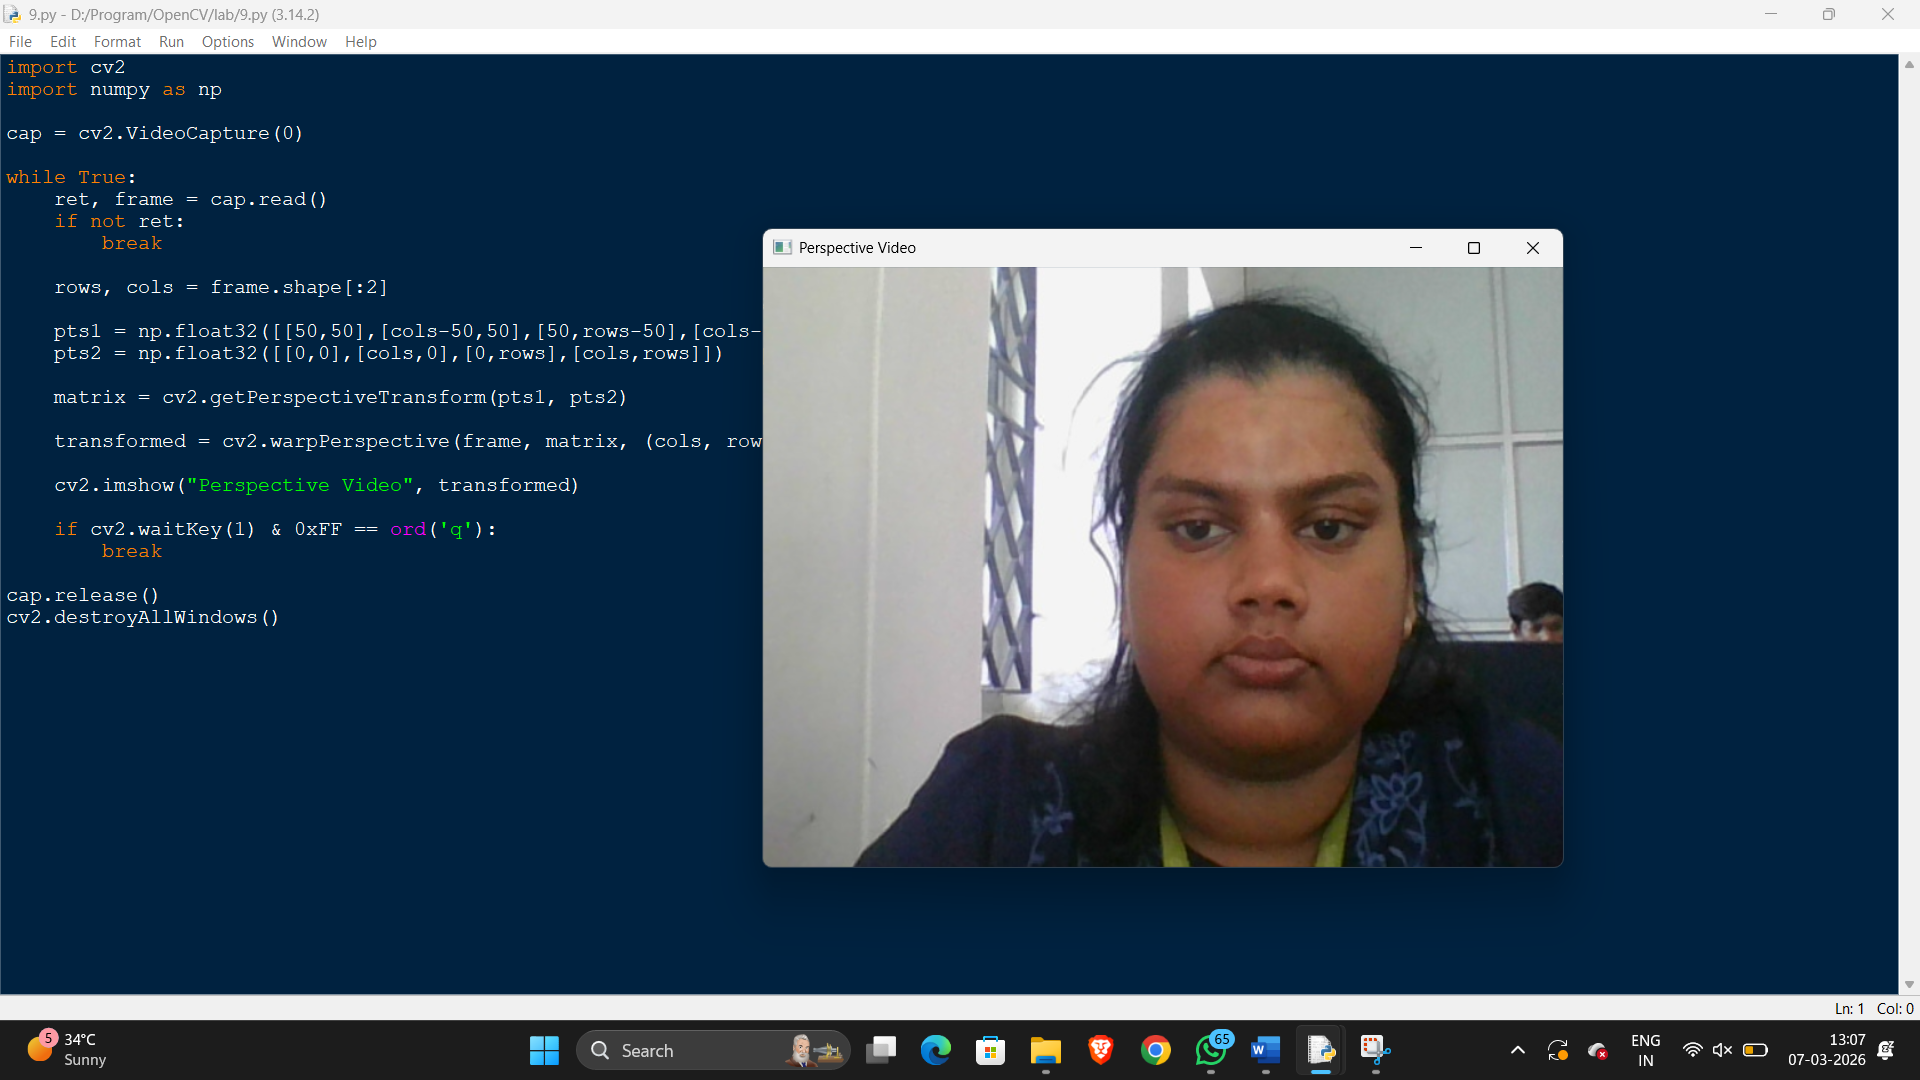 9.py - D:/Program/OpenCV/lab/9.py (3.14.2)
File Edit Format Run Options Window Help
import cv2
import numpy as np
cap = cv2.VideoCapture(0)
while True:
    ret, frame = cap.read()
    if not ret:
        break
    rows, cols = frame.shape[:2]
    pts1 = np.float32([[50,50],[cols-50,50],[50,rows-50],[cols-
    pts2 = np.float32([[0,0],[cols,0],[0,rows],[cols,rows]])
    matrix = cv2.getPerspectiveTransform(pts1, pts2)
    transformed = cv2.warpPerspective(frame, matrix, (cols, row
    cv2.imshow("Perspective Video", transformed)
    if cv2.waitKey(1) & 0xFF == ord('q'):
        break
cap.release()
cv2.destroyAllWindows()
Perspective Video
Ln: 1 Col: 0
5
34°C
Sunny
Search
65
W
ENG
IN
13:07
07-03-2026